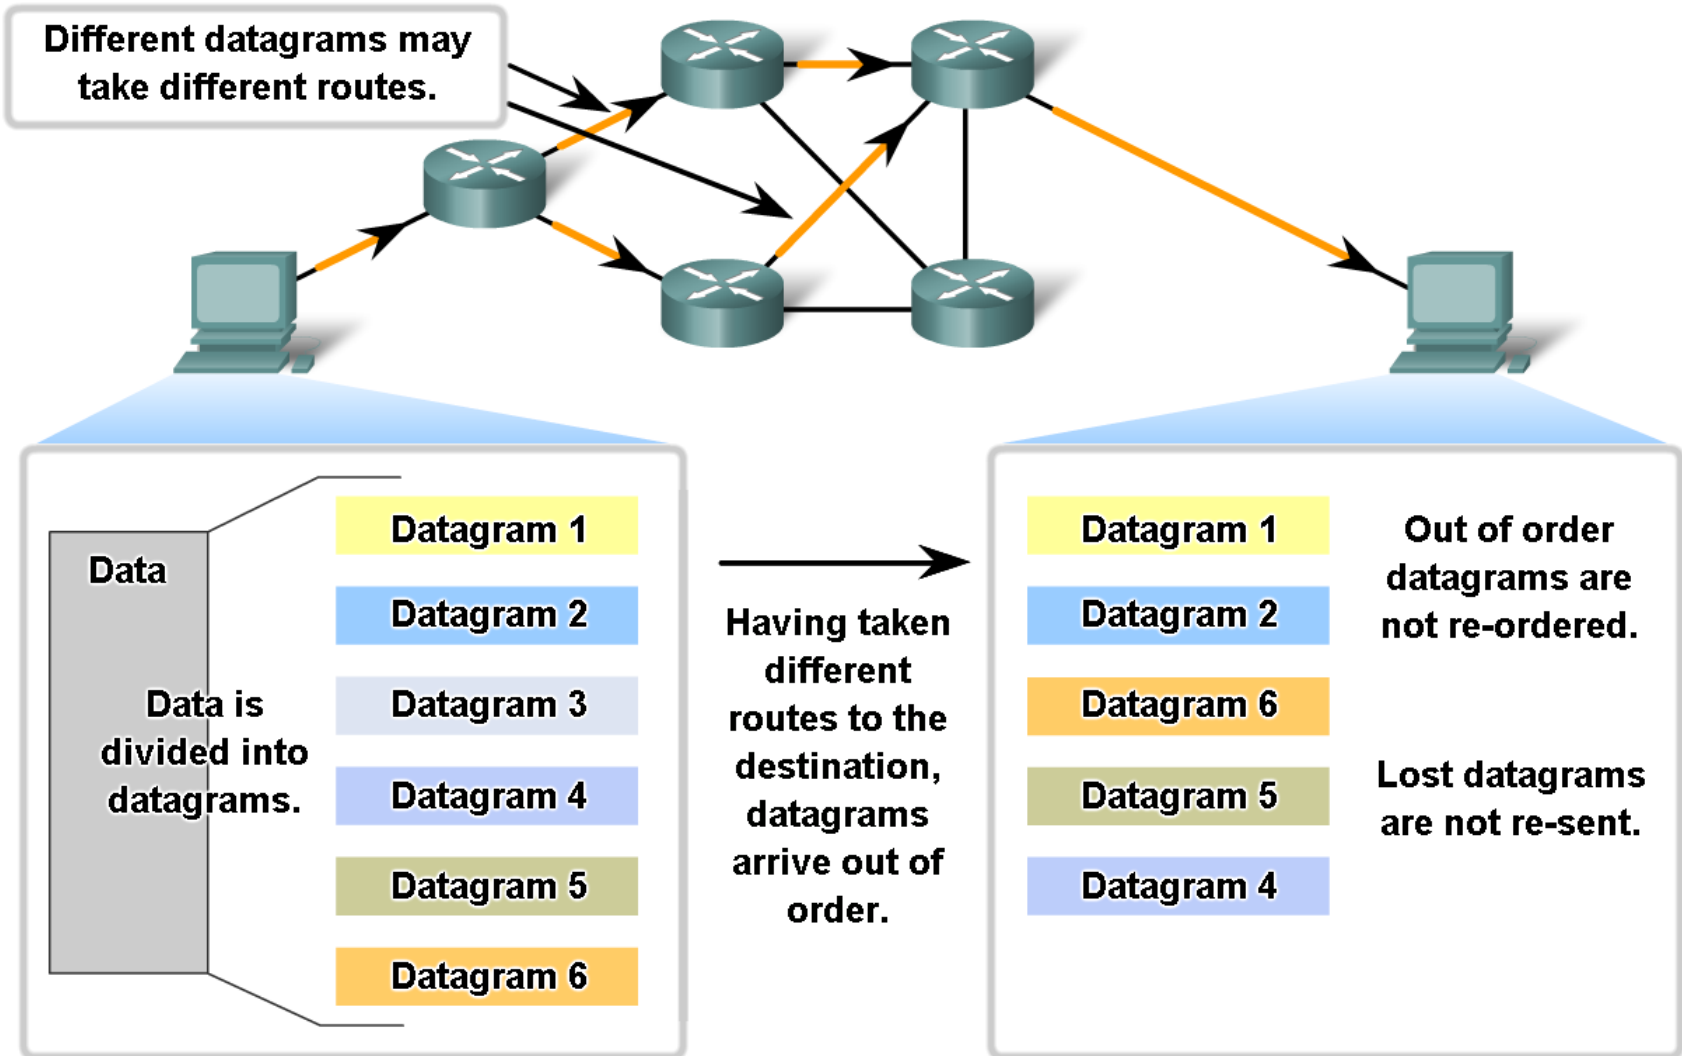 Different datagrams may
take different routes.
Data
Data is
divided into
datagrams.
Datagram 1
Datagram 2
Datagram 3
Datagram 4
Datagram 5
Datagram 6
Having taken
different
routes to the
destination,
datagrams
arrive out of
order.
Datagram 1
Datagram 2
Datagram 6
Datagram 5
Datagram 4
Out of order
datagrams are
not re-ordered.
Lost datagrams
are not re-sent.